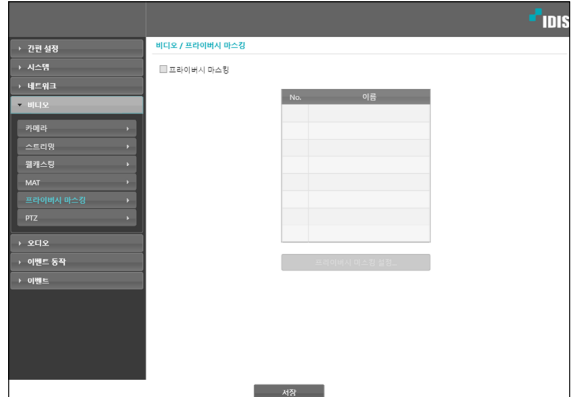 IDIS
비디오 / 프라이버시 마스킹
간편 설정
시스템
네트워크
비디오
카메라
스트리밍
웹캐스팅
MAT
프라이버시 마스킹
PTZ
오디오
이벤트 동작
이벤트
프라이버시 마스킹
No. 이름
프라이버시 마스킹 설정...
저장